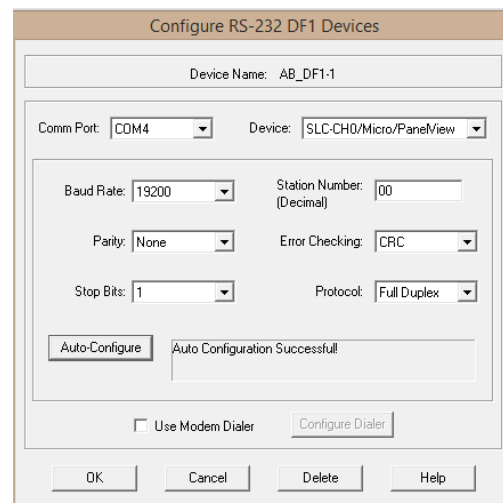 Configure RS-232 DF1 Devices
Device Name: AB_DF1-1
Comm Port: COM4 Device: SLC-CH0/Micro/PanelView
Baud Rate: 19200 Station Number: 00
(Decimal)
Parity: None Error Checking: CRC
Stop Bits: 1 Protocol: Full Duplex
Auto-Configure Auto Configuration Successful!
Use Modem Dialer Configure Dialer
OK Cancel Delete Help